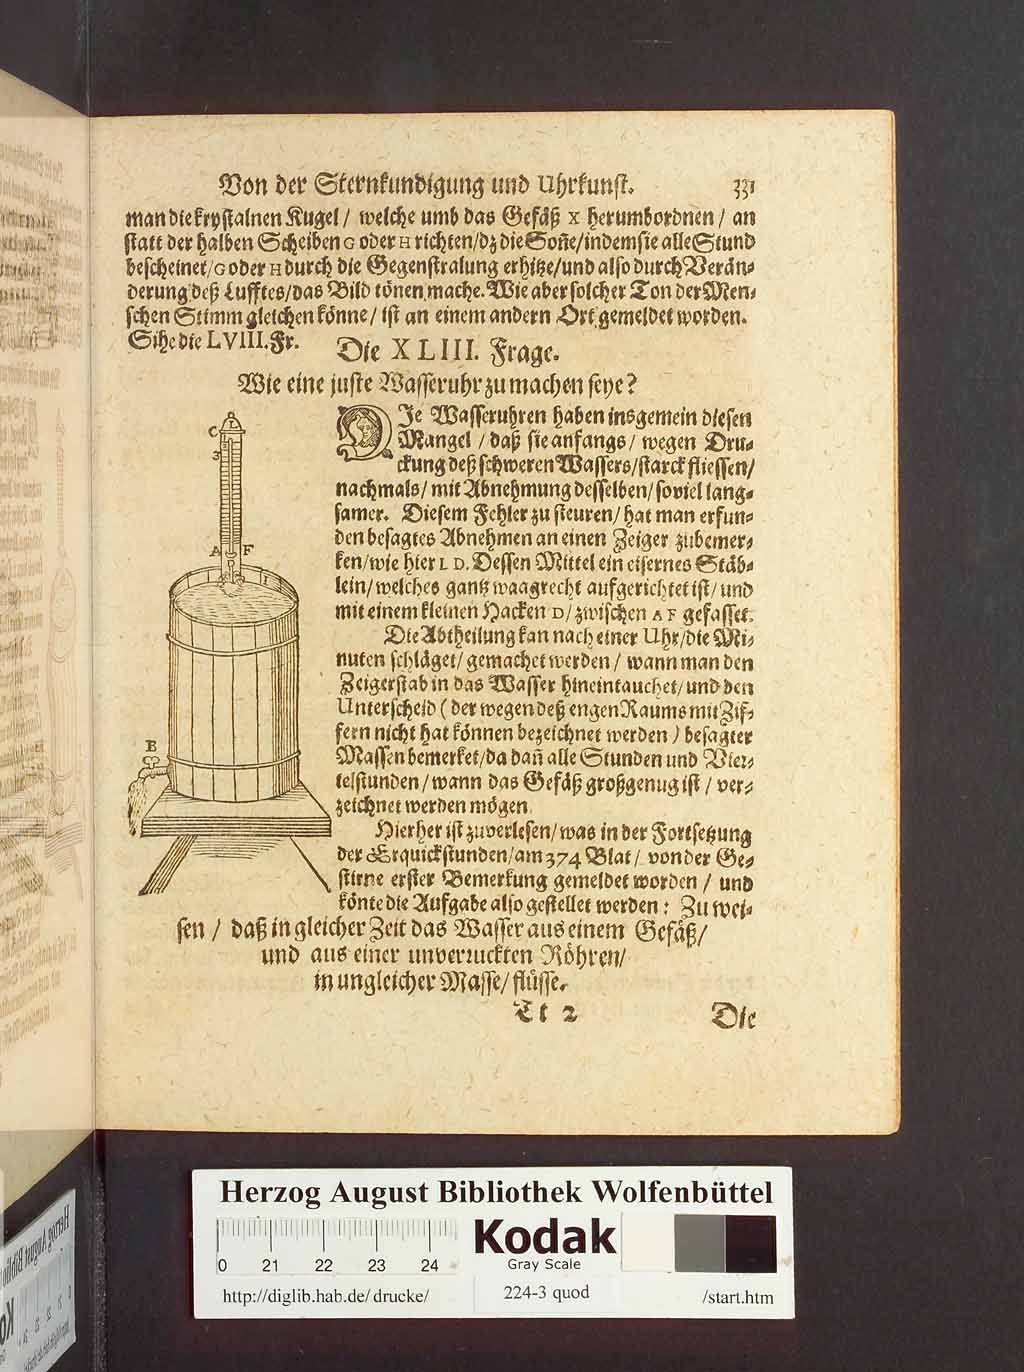 Von der Sternkundigung und Uhrkunst. 331
man die krystalnen Kugel / welche umb das Gefäß X herumbordnen / an
statt der halben Scheiben G oder H richten / dz die Soñe / indem sie alle Stund
bescheinet / G oder H durch die Gegenstralung erhitze / und also durch Verän-
derung deß Lufftes / das Bild tönen mache. Wie aber solcher Ton der Men-
schen Stimm gleichen könne / ist an einem andern Ort gemeldet worden.
Sihe die LVIII. Fr.
Die XLIII. Frage.
Wie eine juste Wasseruhr zu machen seye?
DIe Wasseruhren haben insgemein diesen
Mangel / daß sie anfangs / wegen Dru-
ckung deß schweren Wassers / starck fliessen /
nachmals / mit Abnehmung desselben / soviel lang-
samer. Diesem Fehler zu steuren / hat man erfun-
den besagtes Abnehmen an einen Zeiger zubemer-
ken / wie hier L D. Dessen Mittel ein eisernes Stäb-
lein / welches gantz waagrecht aufgerichtet ist / und
mit einem kleinen Hacken D / zwischen A F gefasset.
Die Abtheilung kan nach einer Uhr / die Mi-
nuten schläget / gemachet werden / wann man den
Zeigerstab in das Wasser hineintauchet / und den
Unterscheid ( der wegen deß engen Raums mit Zif-
fern nicht hat können bezeichnet werden ) besagter
Massen bemerket / da dañ alle Stunden und Vier-
telstunden / wann das Gefäß groß genug ist / ver-
zeichnet werden mögen.
Hierher ist zuverlesen / was in der Fortsetzung
der Erquickstunden / am 374 Blat / von der Ge-
stirne erster Bemerkung gemeldet worden / und
könte die Aufgabe also gestellet werden: Zu wei-
sen / daß in gleicher Zeit das Wasser aus einem Gefäß /
und aus einer unverruckten Röhren /
in ungleicher Masse / flüsse.
Tt 2 Die
C
3
A F
I
B
Herzog August Bibliothek Wolfenbüttel
0 21 22 23 24
Kodak
Gray Scale
http://diglib.hab.de/drucke/ 224-3 quod /start.htm